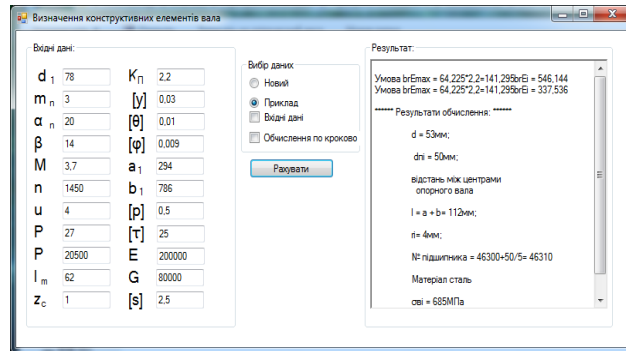 Визначення конструктивних елементів вала
Вхідні дані:
d 1 78
m n 3
α n 20
β 14
M 3,7
n 1450
u 4
P 27
P 20500
l m 62
z c 1
K П 2,2
[y] 0,03
[θ] 0,01
[φ] 0,009
a 1 294
b 1 786
[p] 0,5
[τ] 25
E 200000
G 80000
[s] 2,5
Вибір даних
Новий
Приклад
Вхідні дані
Обчислення по кроково
Рахувати
Результат:
Умова brEmax = 64,225*2,2=141,295brEi = 546,144
Умова brEmax = 64,225*2,2=141,295brEi = 337,536
****** Результати обчислення: ******
d = 53мм;
dni = 50мм;
відстань між центрами
опорного вала
l = a + b= 112мм;
ri= 4мм;
№ підшипника = 46300+50/5= 46310
Матеріал сталь
σві = 685МПа